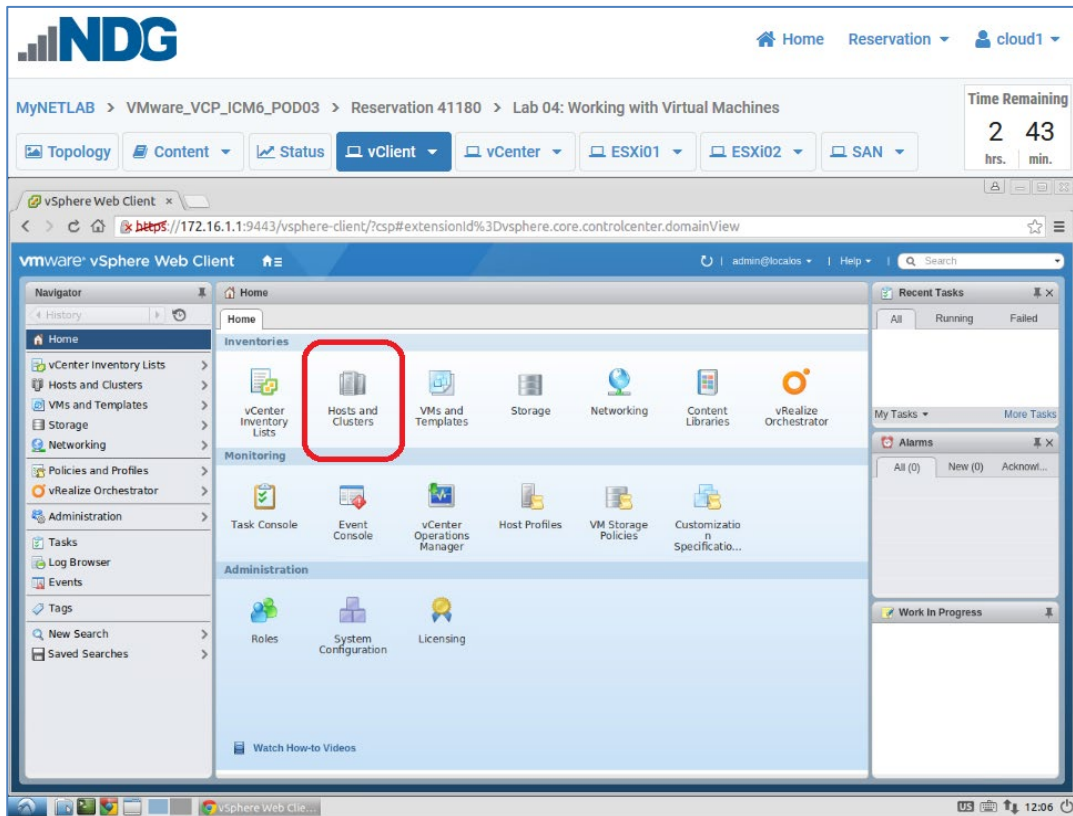 NDG
Home Reservation cloud1
MyNETLAB > VMware_VCP_ICM6_POD03 > Reservation 41180 > Lab 04: Working with Virtual Machines
Time Remaining
2 43
hrs. min.
Topology Content Status vClient vCenter ESXi01 ESXi02 SAN
vSphere Web Client ×
https://172.16.1.1:9443/vsphere-client/?csp#extensionId%3Dvsphere.core.controlcenter.domainView
vmware® vSphere Web Client
admin@localos | Help | Search
Navigator
History
Home
vCenter Inventory Lists
Hosts and Clusters
VMs and Templates
Storage
Networking
Policies and Profiles
vRealize Orchestrator
Administration
Tasks
Log Browser
Events
Tags
New Search
Saved Searches
Home
Home
Inventories
vCenter
Inventory
Lists
Hosts and
Clusters
VMs and
Templates
Storage
Networking
Content
Libraries
vRealize
Orchestrator
Monitoring
Task Console
Event
Console
vCenter
Operations
Manager
Host Profiles
VM Storage
Policies
Customizatio
n
Specificatio...
Administration
Roles
System
Configuration
Licensing
Watch How-to Videos
Recent Tasks
All Running Failed
My Tasks More Tasks
Alarms
All (0) New (0) Acknowl...
Work In Progress
vSphere Web Clie...
US 12:06